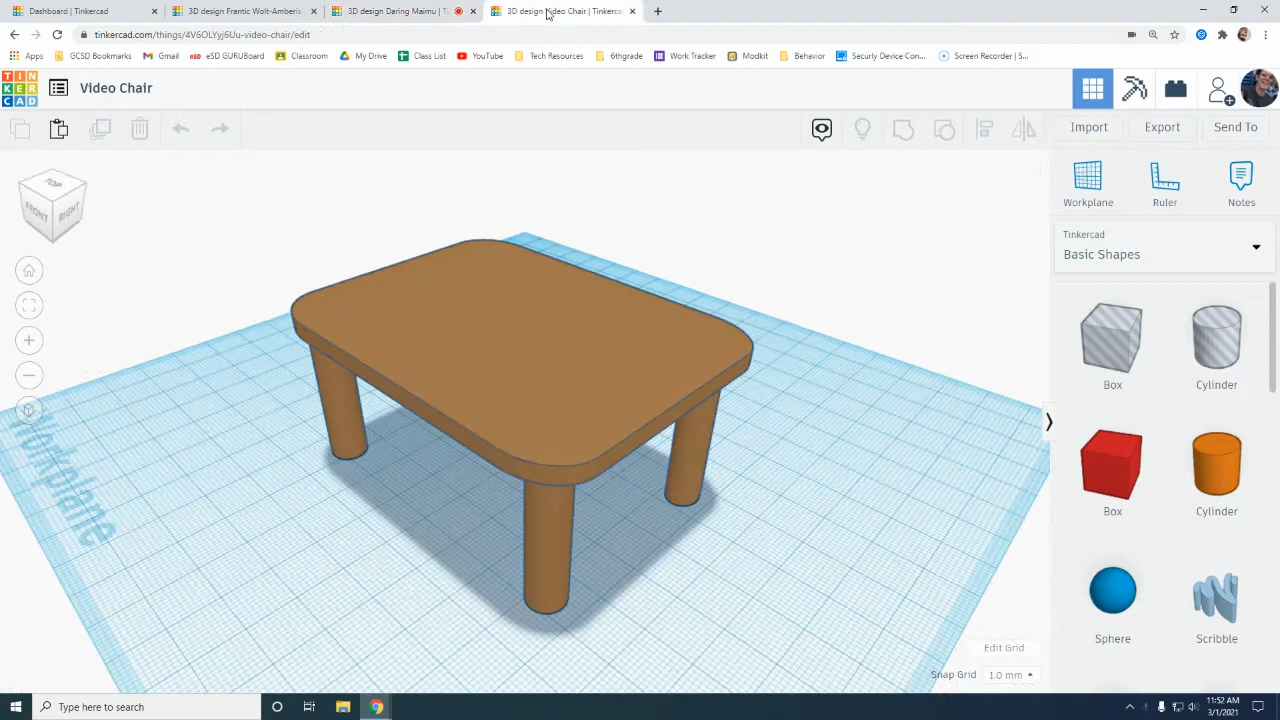 Dashboard | Tinkercad
3D design Frantic Wolt-Amberis
3D design Daring Maimu | Ti
3D design Video Chair | Tinkerca
tinkercad.com/things/4V6OLYyj6Uu-video-chair/edit
Apps
GCSD Bookmarks
Gmail
eSD
eSD GURUBoard
Classroom
My Drive
Class List
YouTube
Tech Resources
6thgrade
Work Tracker
Modkit
Behavior
Securly Device Con...
Screen Recorder | S...
TIN
KER
CAD
Video Chair
Import
Export
Send To
TOP
FRONT
RIGHT
Workplane
Ruler
Notes
Tinkercad
Basic Shapes
Box
Cylinder
Box
Cylinder
Sphere
Scribble
Workplane
Edit Grid
Snap Grid
1.0 mm
Type here to search
11:52 AM
3/1/2021